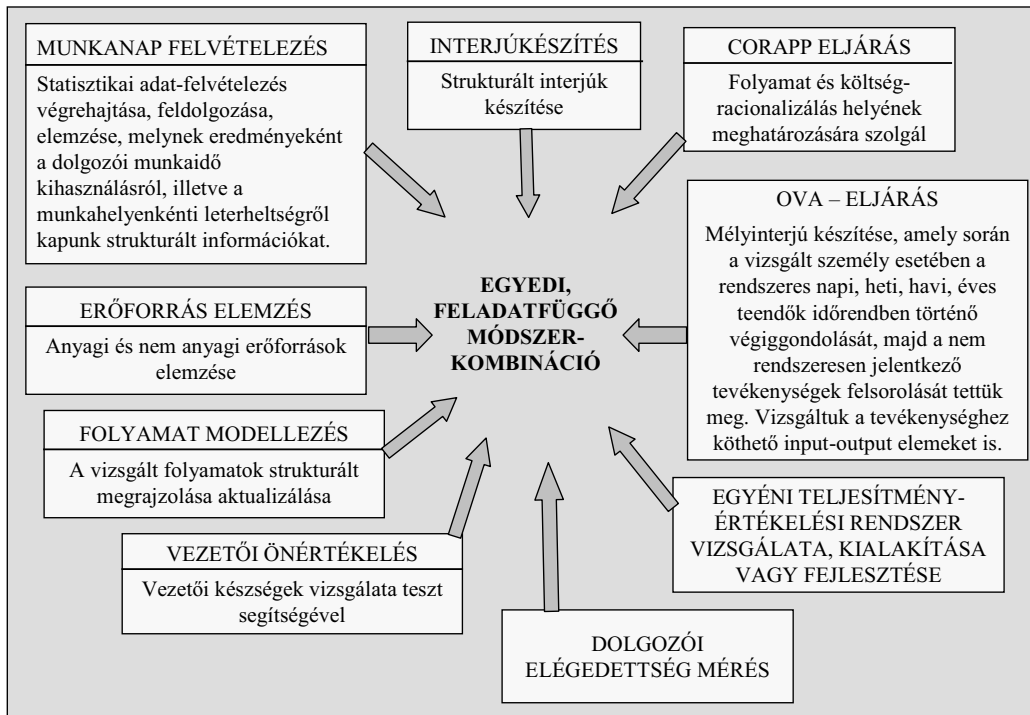 MUNKANAP FELVÉTELEZÉS
Statisztikai adat-felvételezés
végrehajtása, feldolgozása,
elemzése, melynek eredményeként
a dolgozói munkaidő
kihasználásról, illetve a
munkahelyenkénti leterheltségről
kapunk strukturált információkat.
INTERJÚKÉSZÍTÉS
Strukturált interjúk
készítése
CORAPP ELJÁRÁS
Folyamat és költség-
racionalizálás helyének
meghatározására szolgál
OVA – ELJÁRÁS
Mélyinterjú készítése, amely során
a vizsgált személy esetében a
rendszeres napi, heti, havi, éves
teendők időrendben történő
végiggondolását, majd a nem
rendszeresen jelentkező
tevékenységek felsorolását tettük
meg. Vizsgáltuk a tevékenységhez
köthető input-output elemeket is.
EGYEDI,
FELADATFÜGGŐ
MÓDSZER-
KOMBINÁCIÓ
ERŐFORRÁS ELEMZÉS
Anyagi és nem anyagi erőforrások
elemzése
FOLYAMAT MODELLEZÉS
A vizsgált folyamatok strukturált
megrajzolása aktualizálása
VEZETŐI ÖNÉRTÉKELÉS
Vezetői készségek vizsgálata teszt
segítségével
DOLGOZÓI
ELÉGEDETTSÉG MÉRÉS
EGYÉNI TELJESÍTMÉNY-
ÉRTÉKELÉSI RENDSZER
VIZSGÁLATA, KIALAKÍTÁSA
VAGY FEJLESZTÉSE